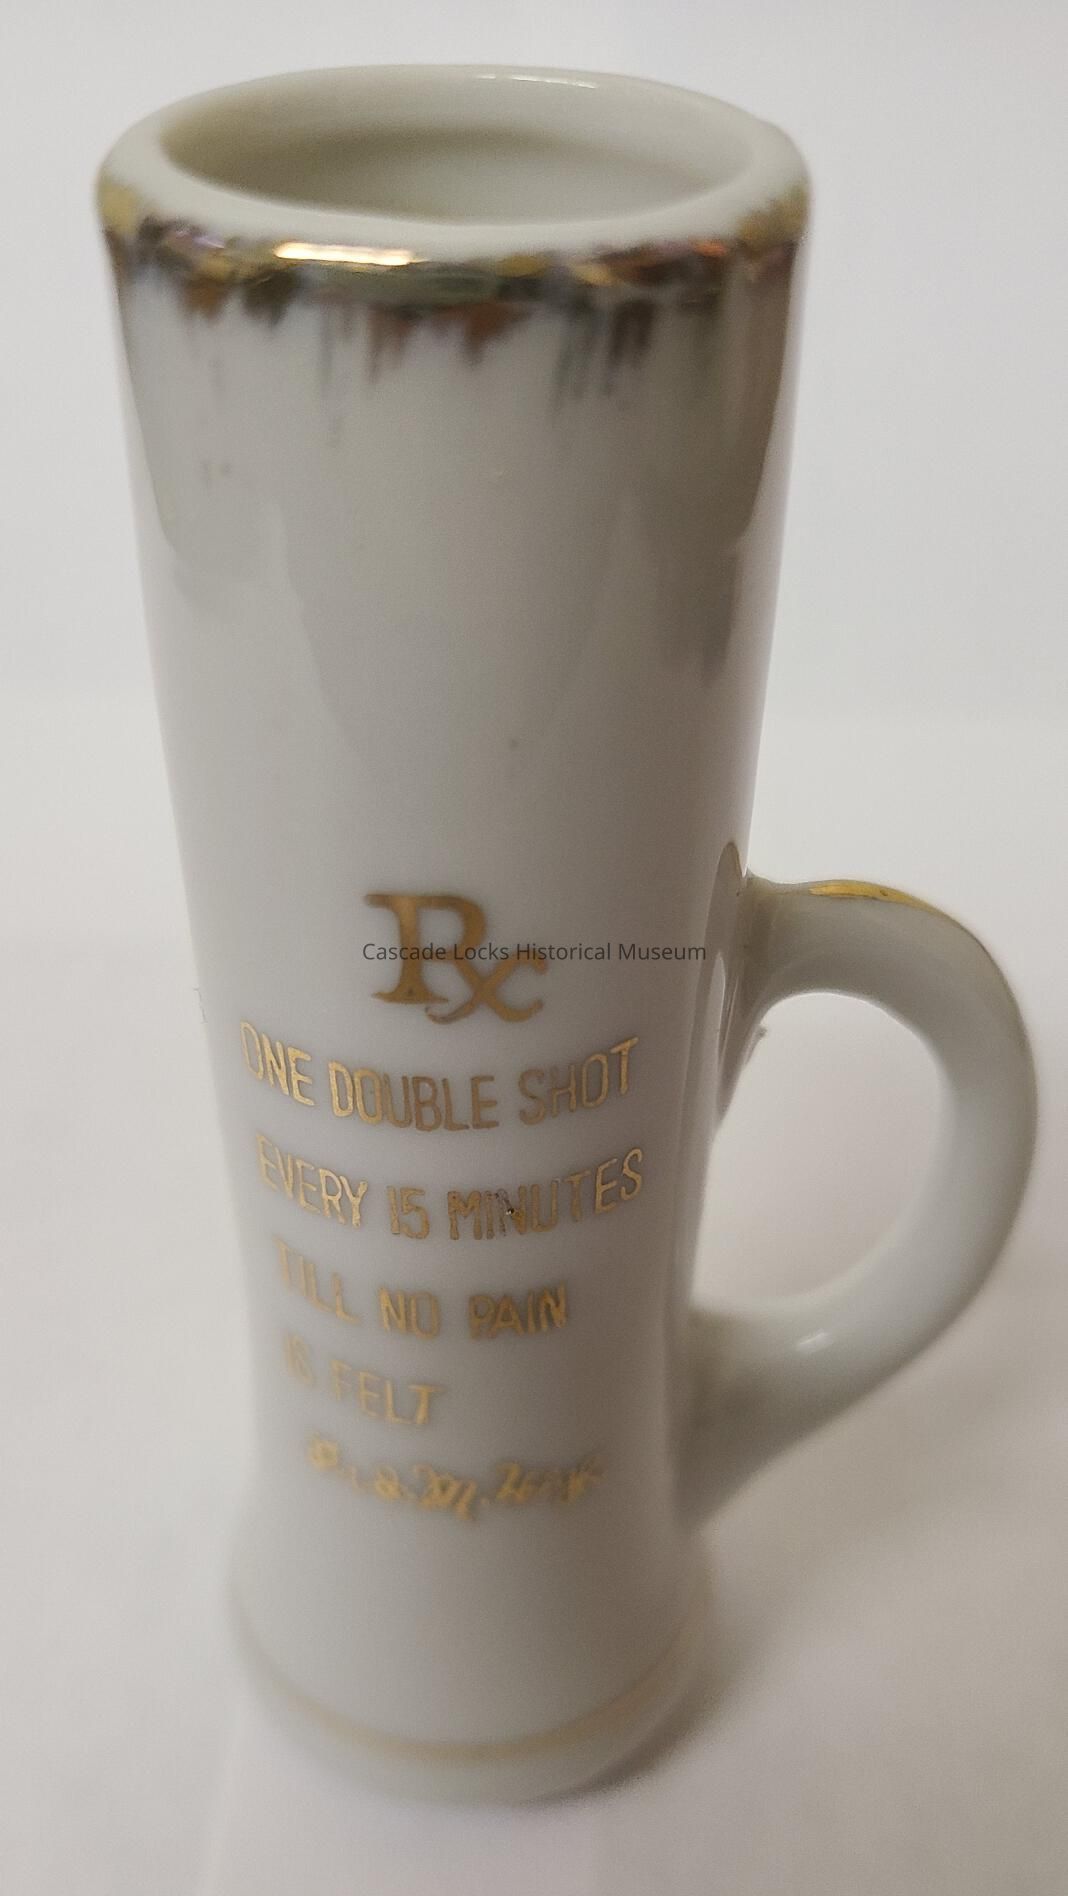 Rx
Cascade Locks Historical Museum
ONE DOUBLE SHOT
EVERY 15 MINUTES
TILL NO PAIN
IS FELT